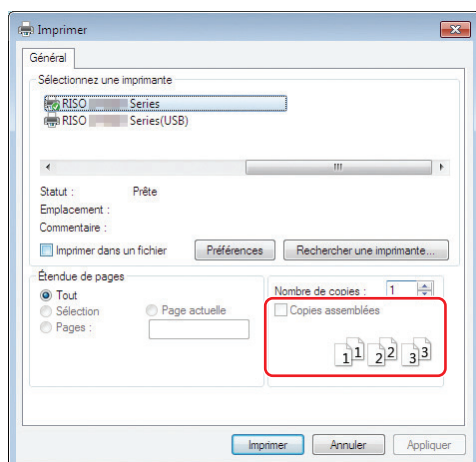 Imprimer
Général
Sélectionnez une imprimante
RISO Series
RISO Series(USB)
Statut : Prête
Emplacement :
Commentaire :
Imprimer dans un fichier Préférences Rechercher une imprimante...
Étendue de pages
Tout
Sélection Page actuelle
Pages :
Nombre de copies : 1
Copies assemblées
1 1 2 2 3 3
Imprimer Annuler Appliquer